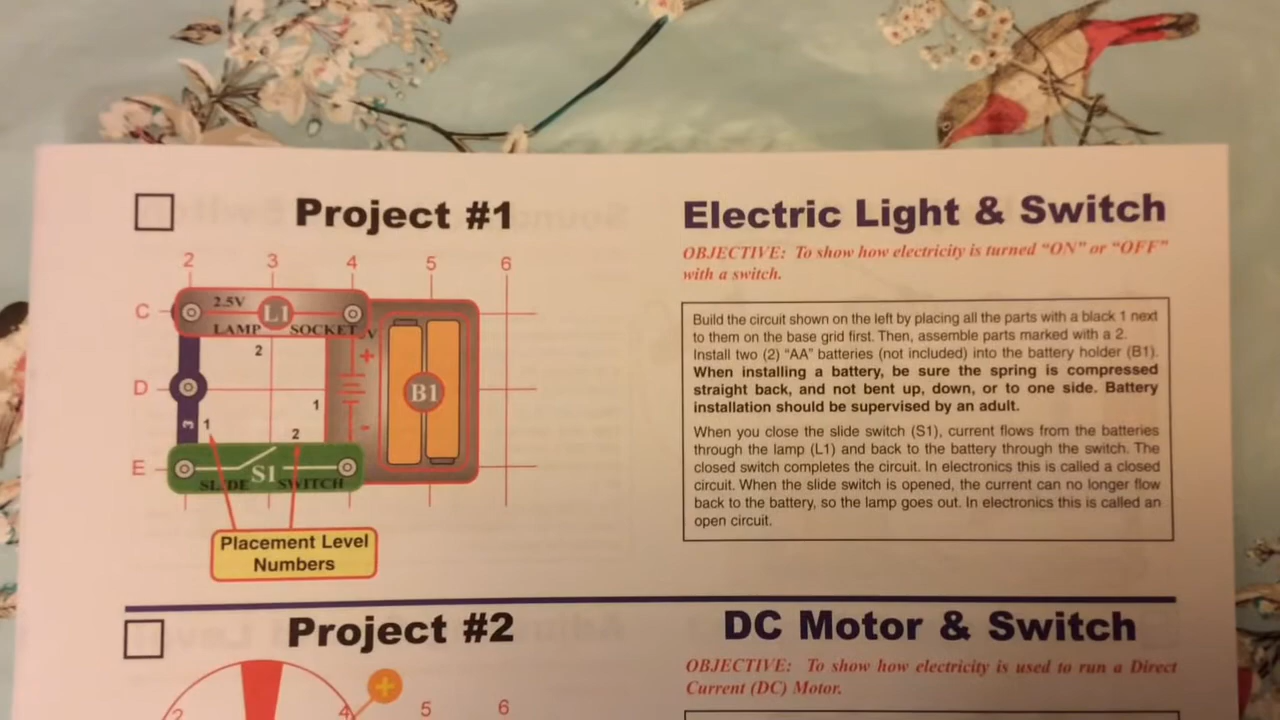 Project #1
2 3 4 5 6
C
2.5V
L1
LAMP SOCKET
V
2
+
D
B1
1
3
1
-
2
E
S1
SLIDE SWITCH
Placement Level
Numbers
Electric Light & Switch
OBJECTIVE: To show how electricity is turned “ON” or “OFF”
with a switch.
Build the circuit shown on the left by placing all the parts with a black 1 next
to them on the base grid first. Then, assemble parts marked with a 2.
Install two (2) “AA” batteries (not included) into the battery holder (B1).
When installing a battery, be sure the spring is compressed
straight back, and not bent up, down, or to one side. Battery
installation should be supervised by an adult.
When you close the slide switch (S1), current flows from the batteries
through the lamp (L1) and back to the battery through the switch. The
closed switch completes the circuit. In electronics this is called a closed
circuit. When the slide switch is opened, the current can no longer flow
back to the battery, so the lamp goes out. In electronics this is called an
open circuit.
Project #2
+
2 4 5 6
DC Motor & Switch
OBJECTIVE: To show how electricity is used to run a Direct
Current (DC) Motor.